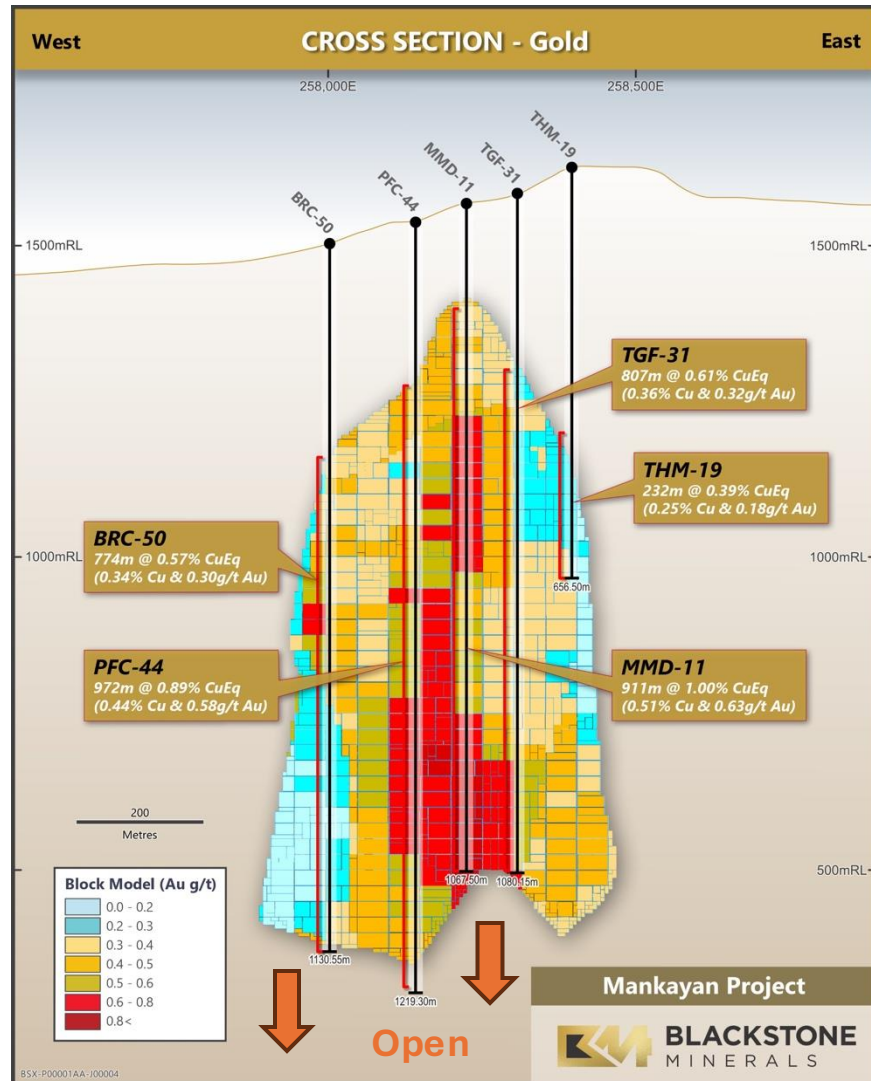 West
CROSS SECTION - Gold
East
258,000E
258,500E
BRC-50
PFC-44
MMD-11
TGF-31
THM-19
1500mRL
1500mRL
TGF-31
807m @ 0.61% CuEq
(0.36% Cu & 0.32g/t Au)
THM-19
232m @ 0.39% CuEq
(0.25% Cu & 0.18g/t Au)
BRC-50
774m @ 0.57% CuEq
(0.34% Cu & 0.30g/t Au)
1000mRL
1000mRL
656.50m
PFC-44
972m @ 0.89% CuEq
(0.44% Cu & 0.58g/t Au)
MMD-11
911m @ 1.00% CuEq
(0.51% Cu & 0.63g/t Au)
200
Metres
500mRL
1067.50m
1080.15m
Block Model (Au g/t)
0.0 - 0.2
0.2 - 0.3
0.3 - 0.4
0.4 - 0.5
0.5 - 0.6
0.6 - 0.8
0.8<
1130.55m
1219.30m
Open
Mankayan Project
BLACKSTONE
MINERALS
BSX-P00001AA-J00004